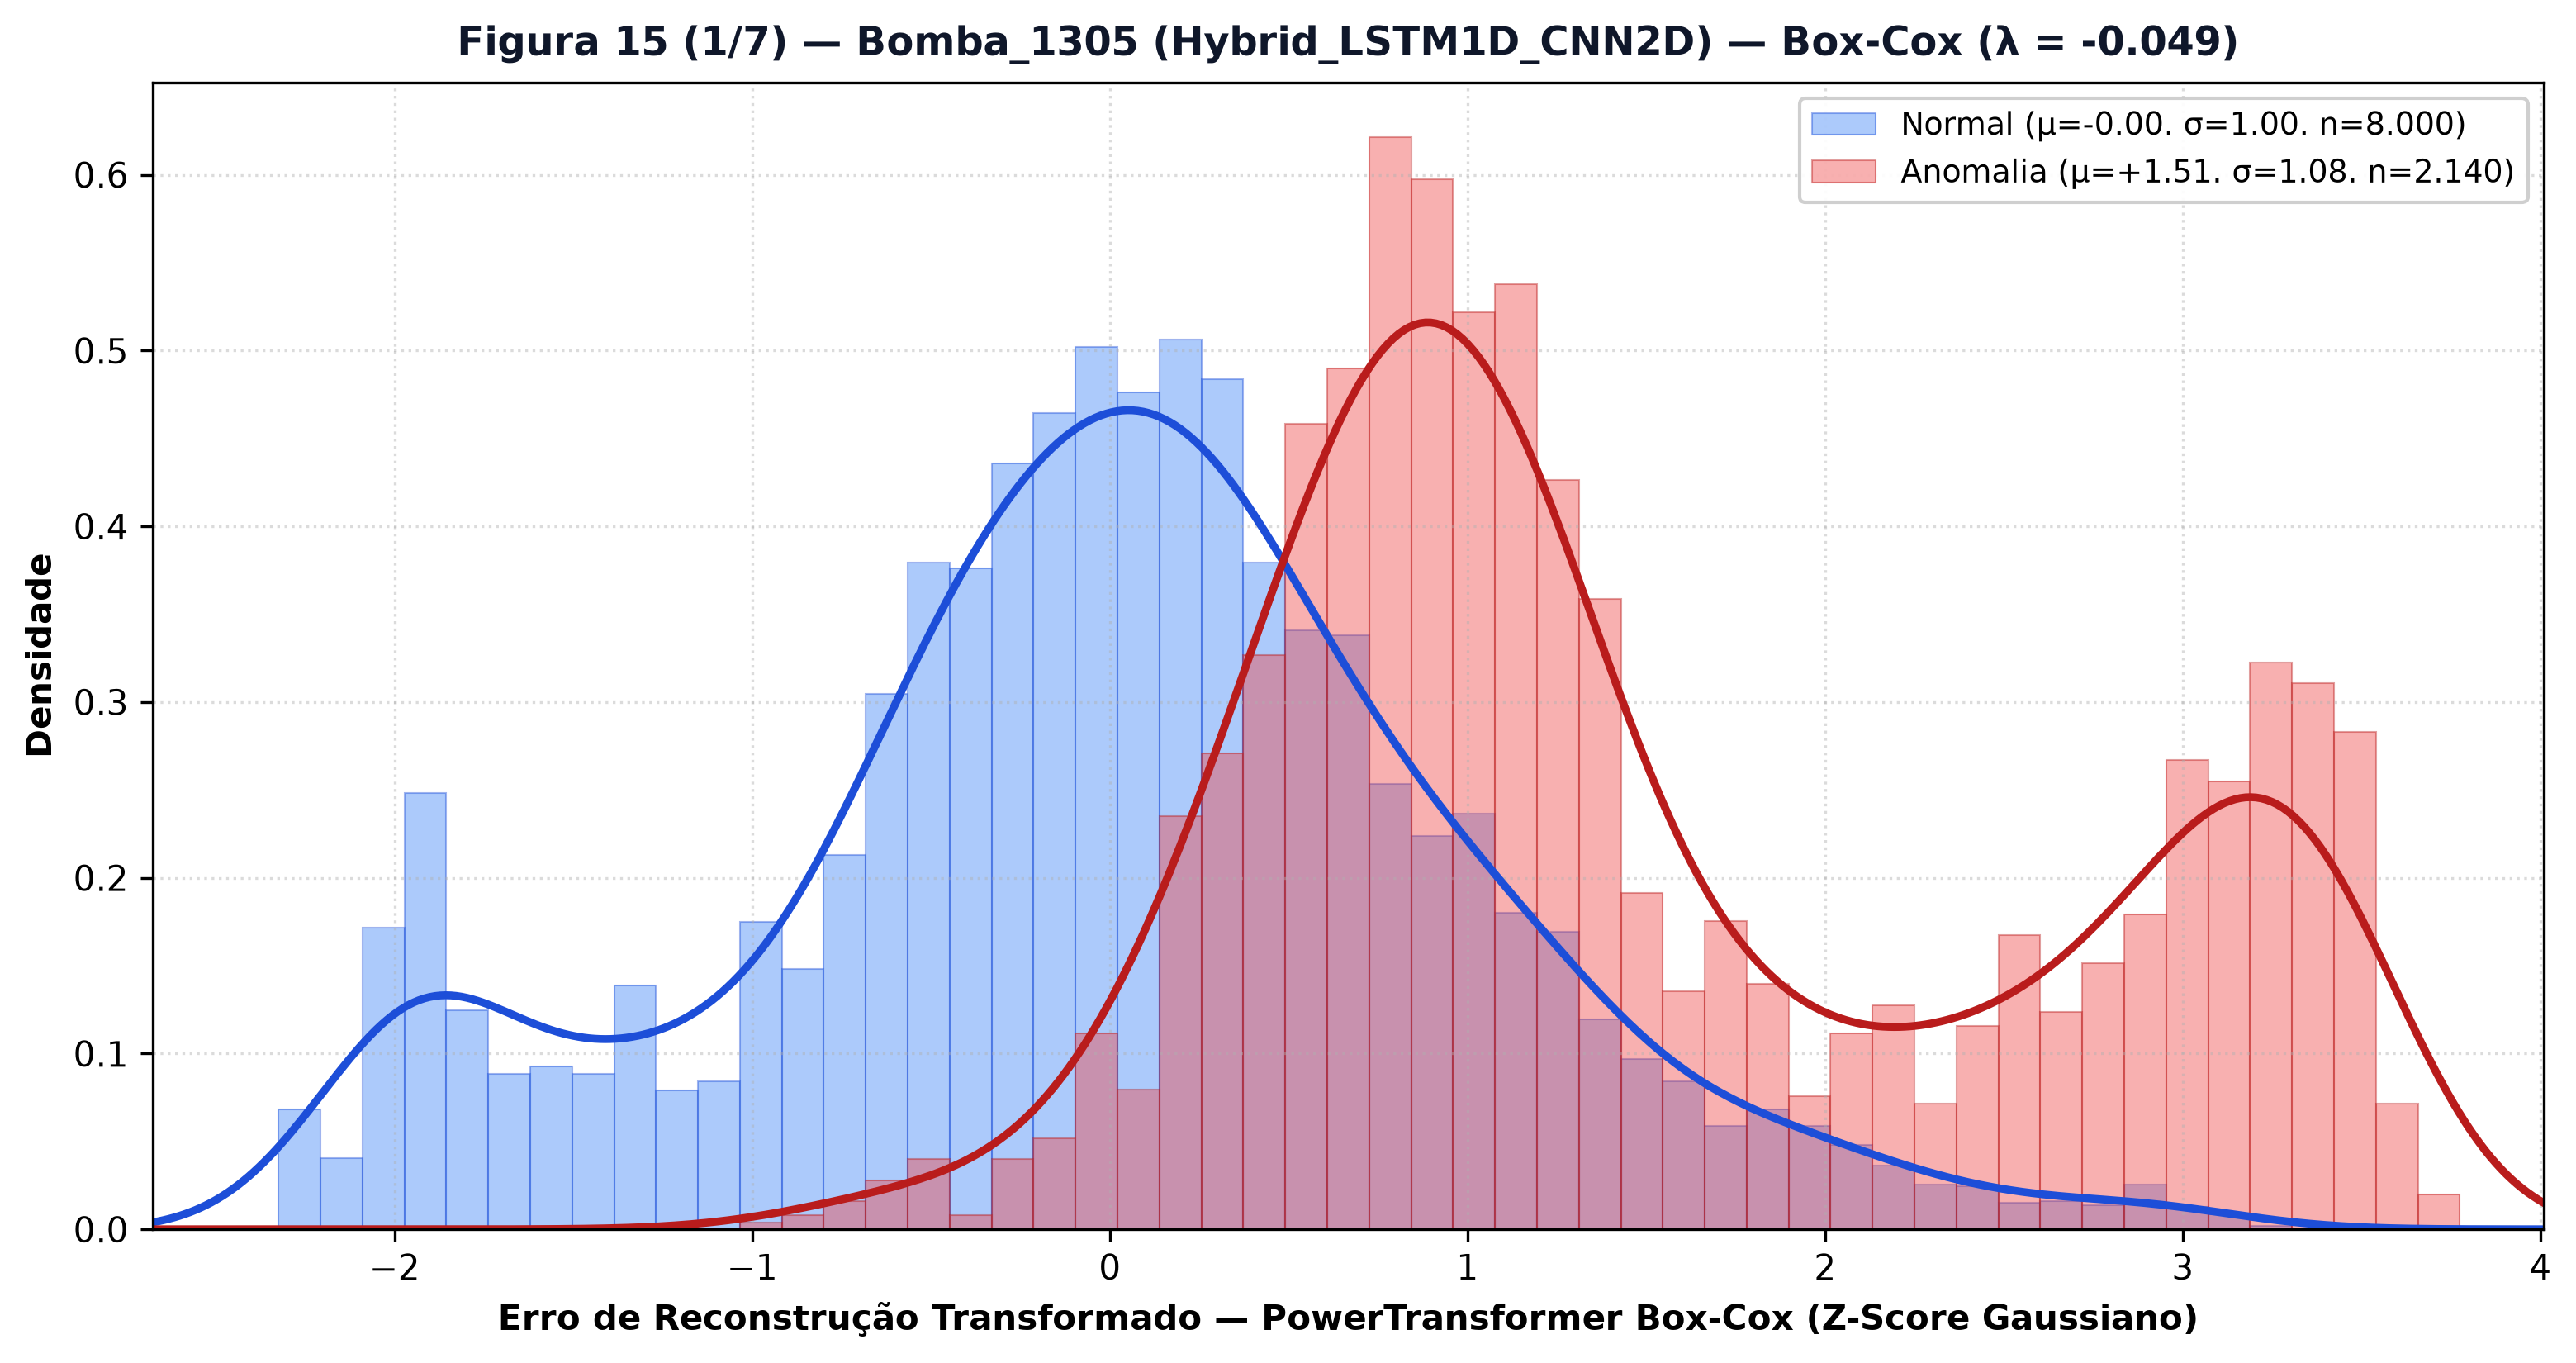 Figura 15 (1/7) — Bomba_1305 (Hybrid_LSTM1D_CNN2D) — Box-Cox (λ = -0.049)
Normal (μ=-0.00. σ=1.00. n=8.000)
Anomalia (μ=+1.51. σ=1.08. n=2.140)
Densidade
0.6
0.5
0.4
0.3
0.2
0.1
0.0
−2 −1 0 1 2 3 4
Erro de Reconstrução Transformado — PowerTransformer Box-Cox (Z-Score Gaussiano)